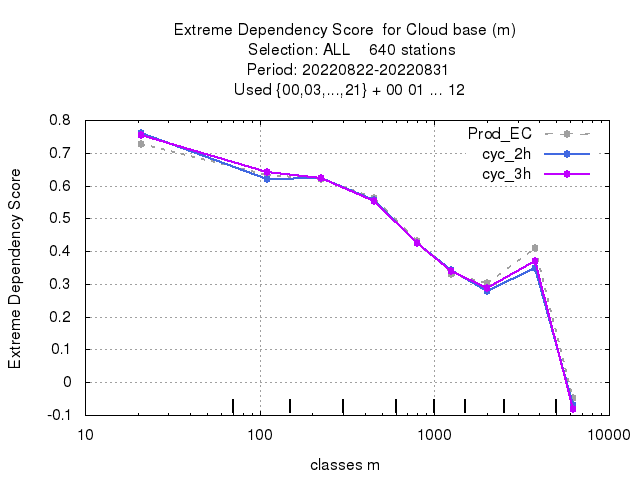 Extreme Dependency Score  for Cloud base (m)
Selection: ALL    640 stations
Period: 20220822-20220831
Used {00,03,...,21} + 00 01 ... 12
Prod_EC
cyc_2h
cyc_3h
0.8
0.7
0.6
0.5
0.4
0.3
0.2
0.1
0
-0.1
Extreme Dependency Score
10
100
1000
10000
classes m